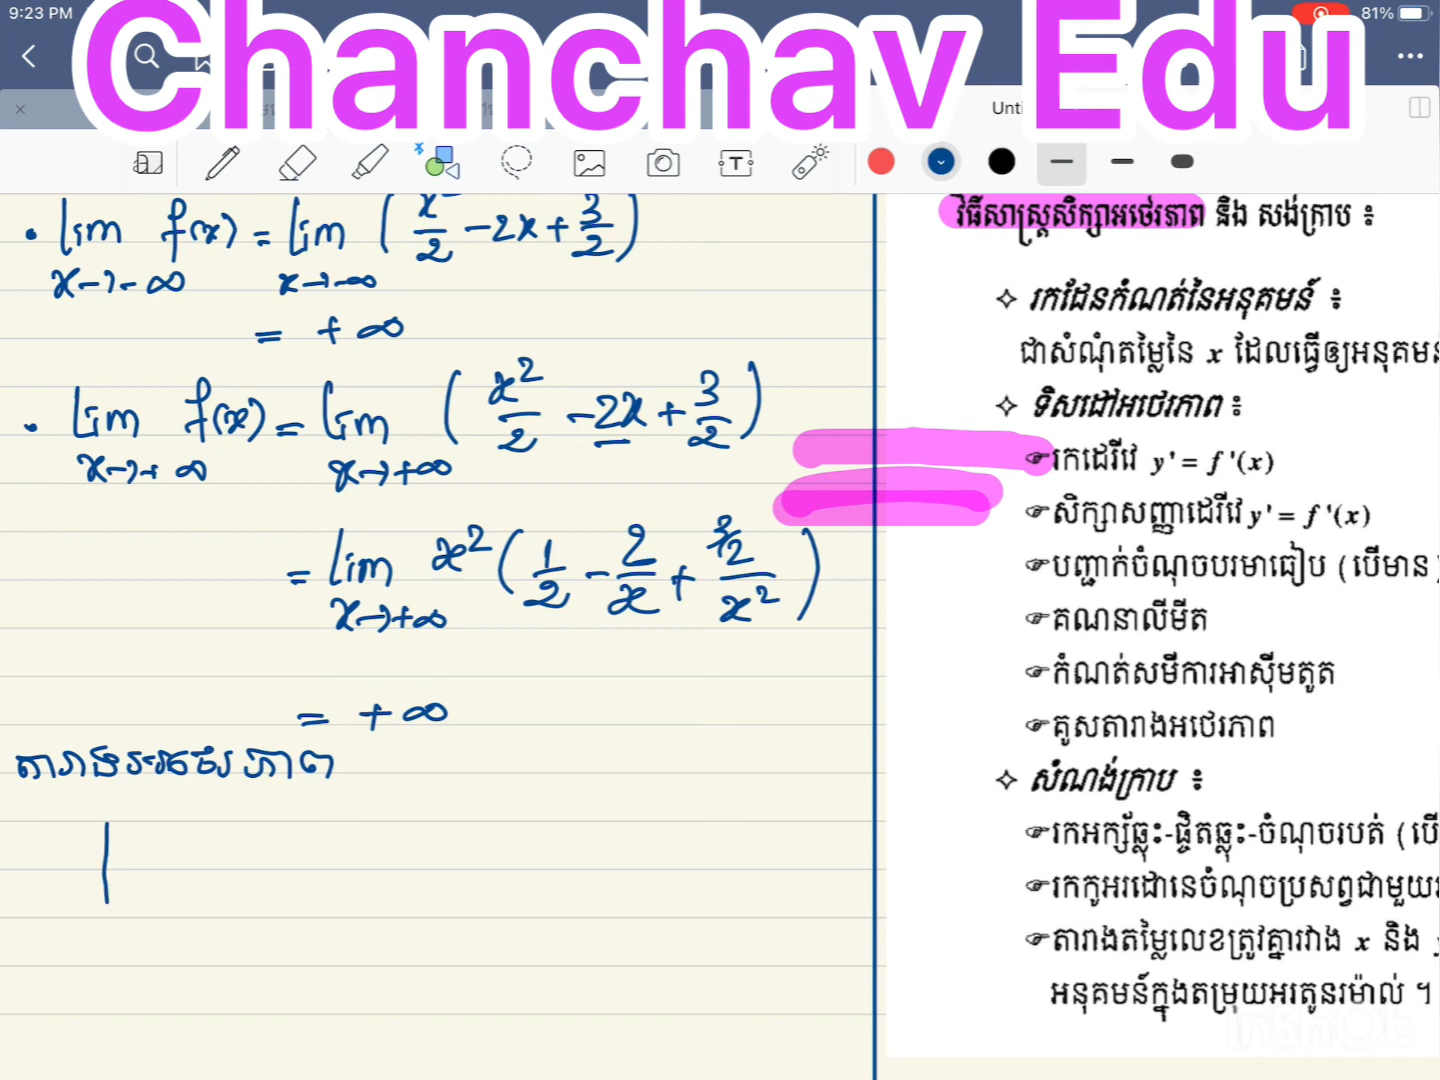 9:23 PM
81%
Chanchav Edu
Unti
• lim f(x) = lim ( x²/2 - 2x + 3/2 )
x→-∞ x→-∞
= +∞
• lim f(x) = lim ( x²/2 - 2x + 3/2 )
x→+∞ x→+∞
= lim x² ( 1/2 - 2/x + 3/2/x² )
x→+∞
= +∞
តារាងអថេរភាព
វិធីសាស្ត្រសិក្សាអថេរភាព និង សង់ក្រាប ៖
✧ រកដែនកំណត់នៃអនុគមន៍ ៖
ជាសំណុំតម្លៃនៃ x ដែលធ្វើឲ្យអនុគមន៍
✧ ទិសដៅអថេរភាព ៖
☞រកដេរីវេ y' = f '(x)
☞សិក្សាសញ្ញាដេរីវេ y' = f '(x)
☞បញ្ជាក់ចំណុចបរមាធៀប ( បើមាន )
☞គណនាលីមីត
☞កំណត់សមីការអាស៊ីមតូត
☞គូសតារាងអថេរភាព
✧ សំណង់ក្រាប ៖
☞រកអក្ស័ឆ្លុះ-ផ្ចិតឆ្លុះ-ចំណុចរបត់ ( បើ
☞រកកូអរដោនេចំណុចប្រសព្វជាមួយ
☞តារាងតម្លៃលេខត្រូវគ្នារវាង x និង y
អនុគមន៍ក្នុងតម្រុយអរតូនរម៉ាល់ ។
InShOt